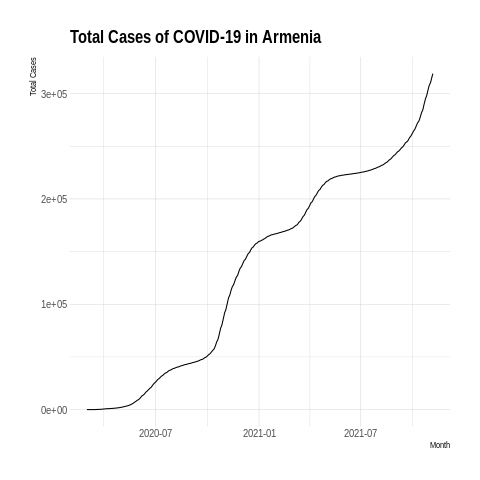 Total Cases of COVID-19 in Armenia
Total Cases
3e+05
2e+05
1e+05
0e+00
2020-07
2021-01
2021-07
Month